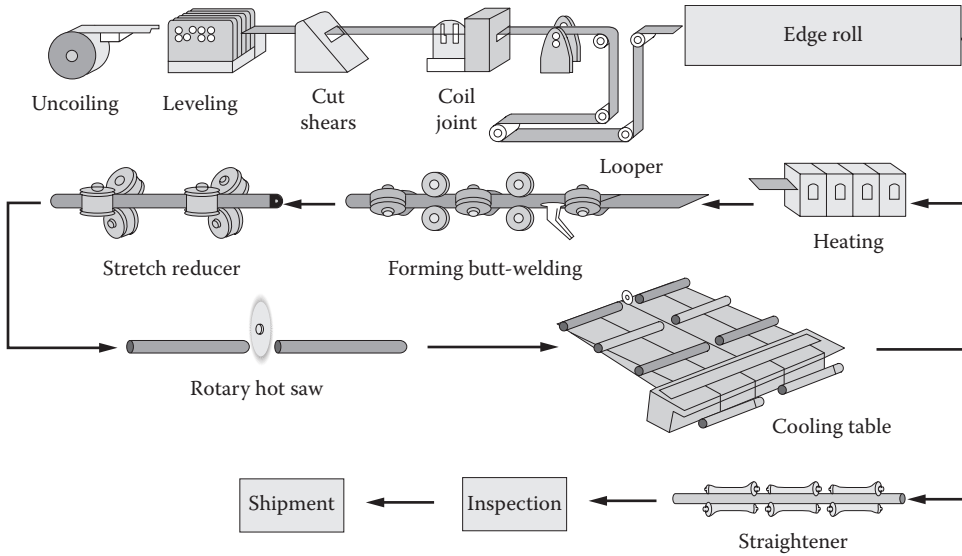 Edge roll
Uncoiling
Leveling
Cut
shears
Coil
joint
Looper
Stretch reducer
Forming butt-welding
Heating
Rotary hot saw
Cooling table
Shipment
Inspection
Straightener